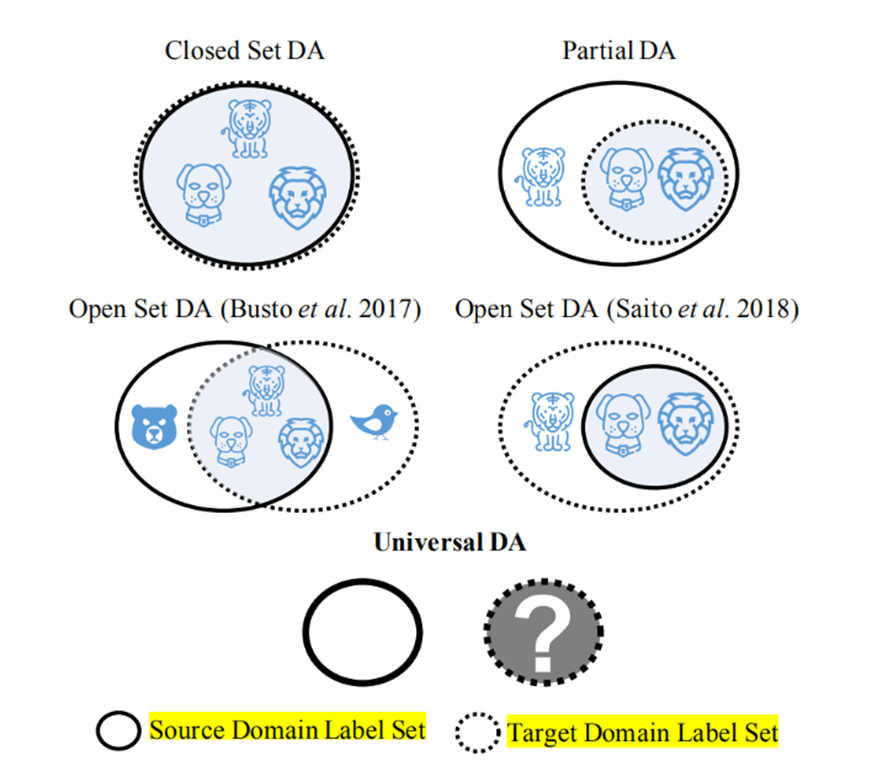 Closed Set DA
Partial DA
Open Set DA (Busto et al. 2017)
Open Set DA (Saito et al. 2018)
Universal DA
?
Source Domain Label Set
Target Domain Label Set